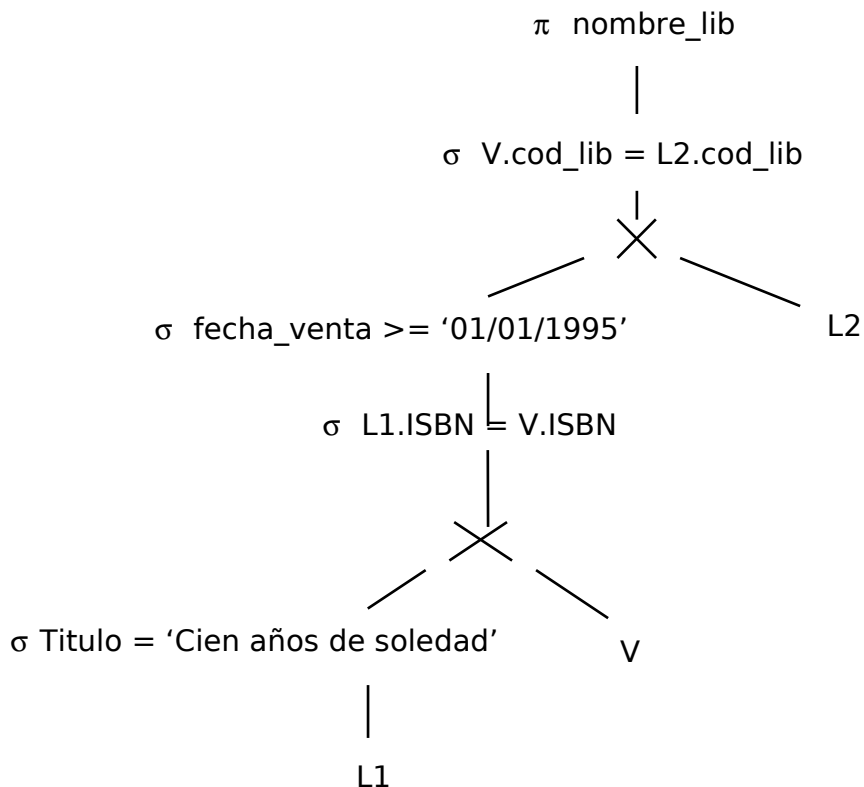 π nombre_lib
σ V.cod_lib = L2.cod_lib
σ fecha_venta >= ‘01/01/1995’
L2
σ L1.ISBN = V.ISBN
σ Titulo = ‘Cien años de soledad’
V
L1